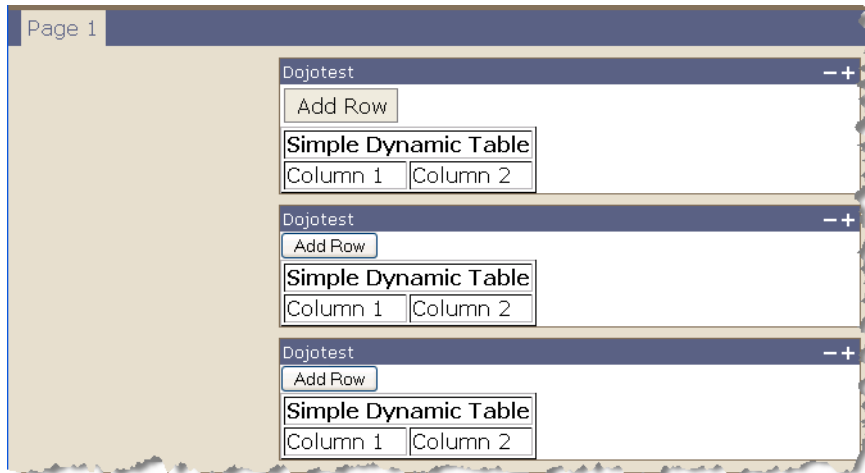 Page 1
Dojotest
Add Row
Simple Dynamic Table
Column 1 Column 2
Dojotest
Add Row
Simple Dynamic Table
Column 1 Column 2
Dojotest
Add Row
Simple Dynamic Table
Column 1 Column 2